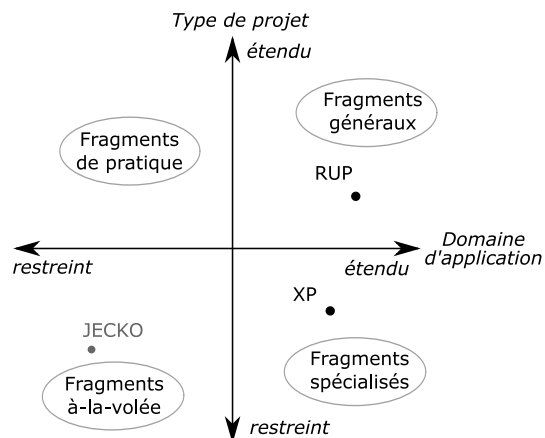 Type de projet
étendu
Fragments
généraux
Fragments
de pratique
RUP
Domaine
d'application
restreint
étendu
XP
JECKO
Fragments
spécialisés
Fragments
à-la-volée
restreint